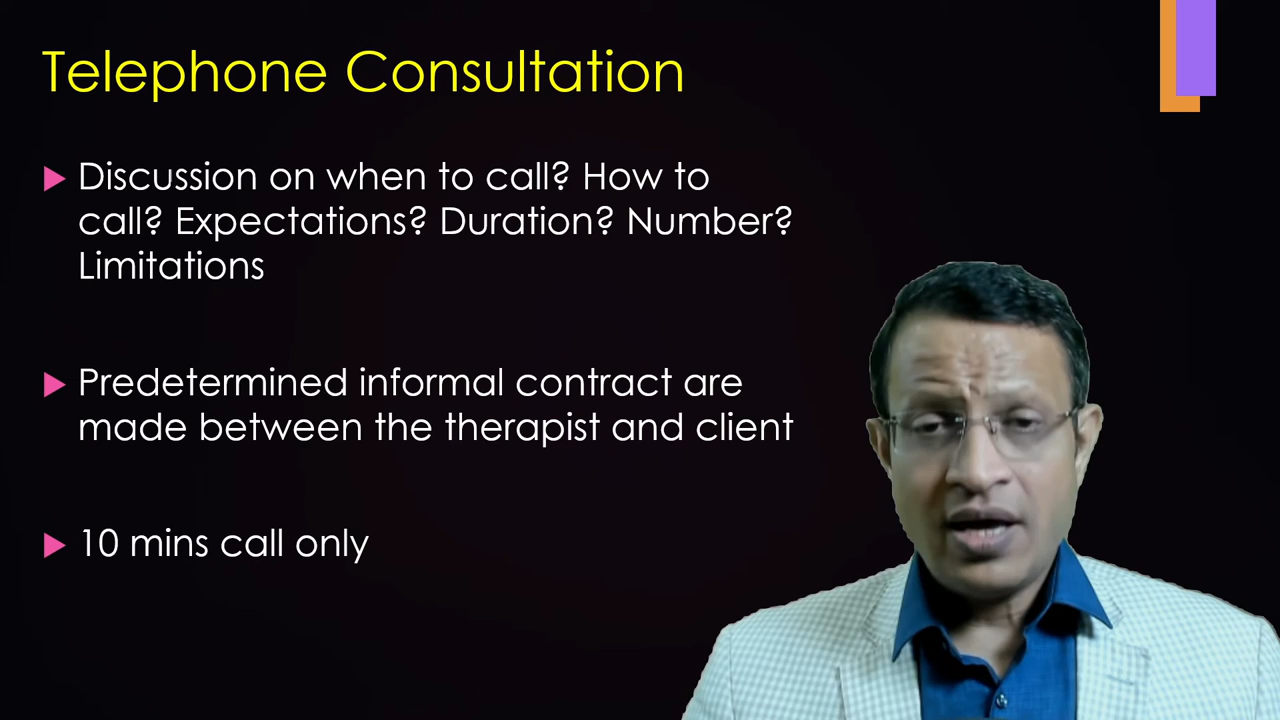 Telephone Consultation
Discussion on when to call? How to
call? Expectations? Duration? Number?
Limitations
Predetermined informal contract are
made between the therapist and client
10 mins call only